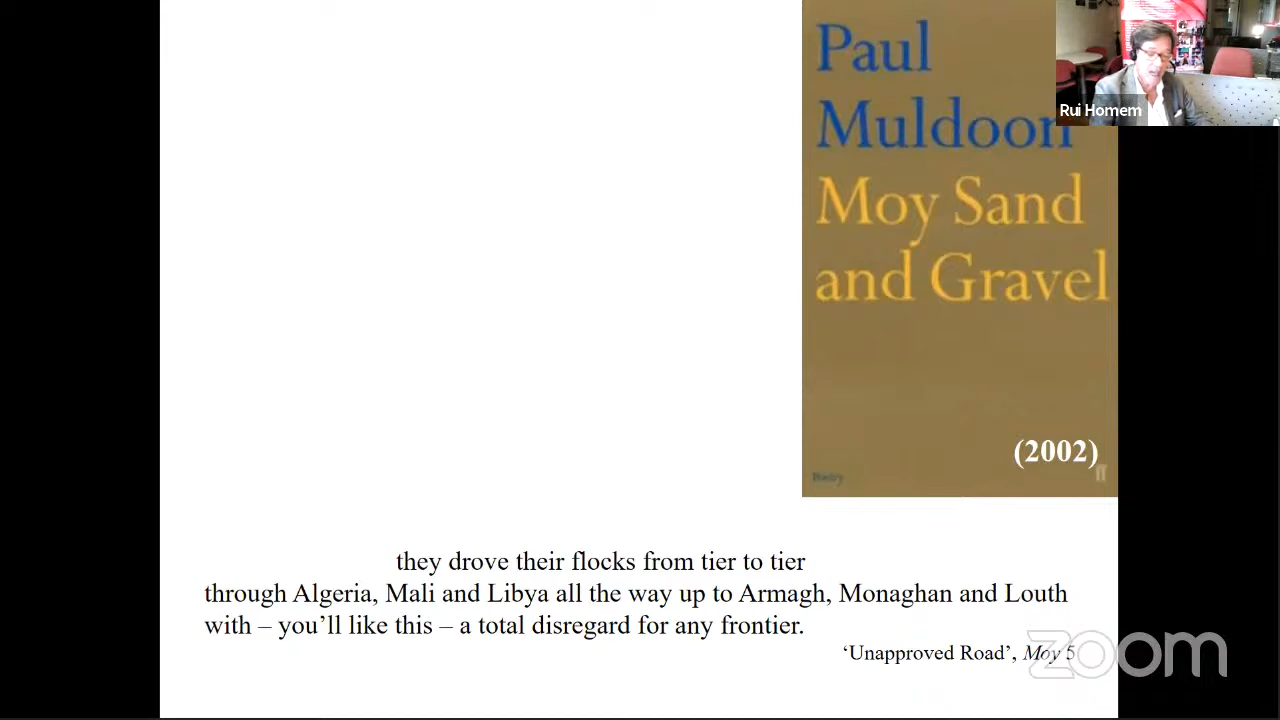 Paul
Muldoon
Moy Sand
and Gravel
(2002)
Poetry
ff
Rui Homem
they drove their flocks from tier to tier
through Algeria, Mali and Libya all the way up to Armagh, Monaghan and Louth
with – you’ll like this – a total disregard for any frontier.
‘Unapproved Road’, Moy 5
zoom